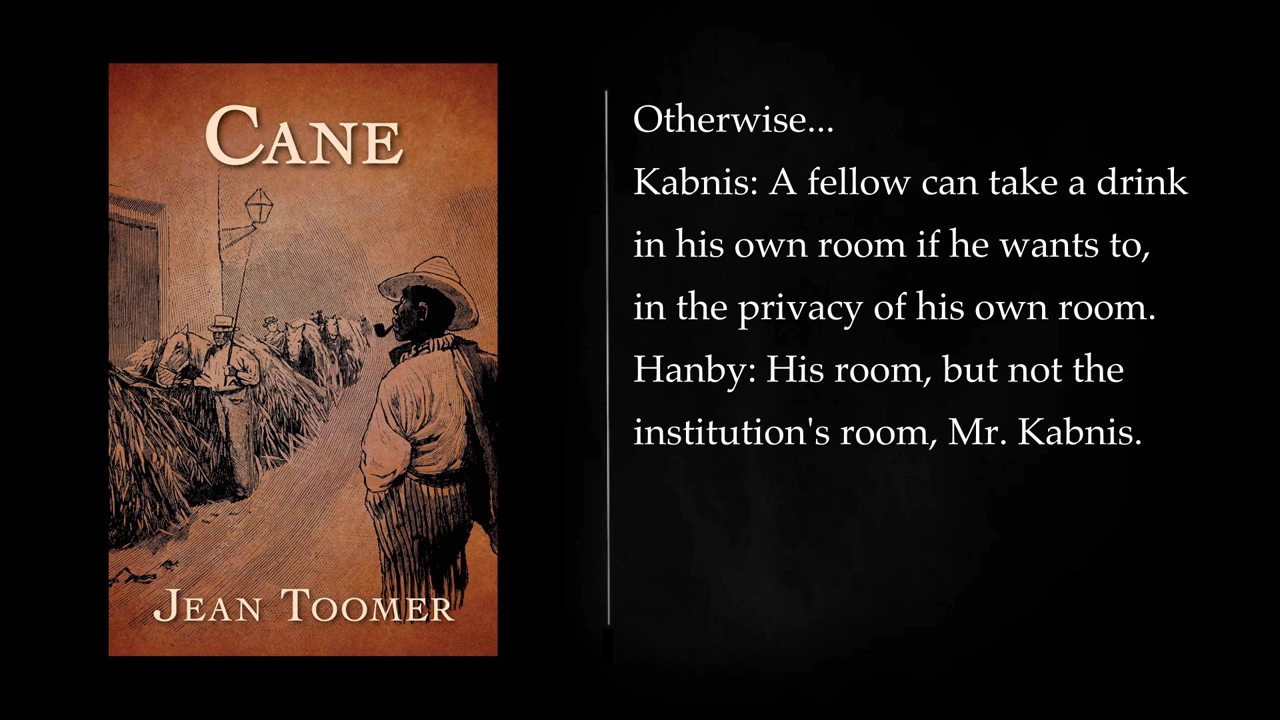 CANE
JEAN TOOMER
Otherwise...
Kabnis: A fellow can take a drink
in his own room if he wants to,
in the privacy of his own room.
Hanby: His room, but not the
institution's room, Mr. Kabnis.